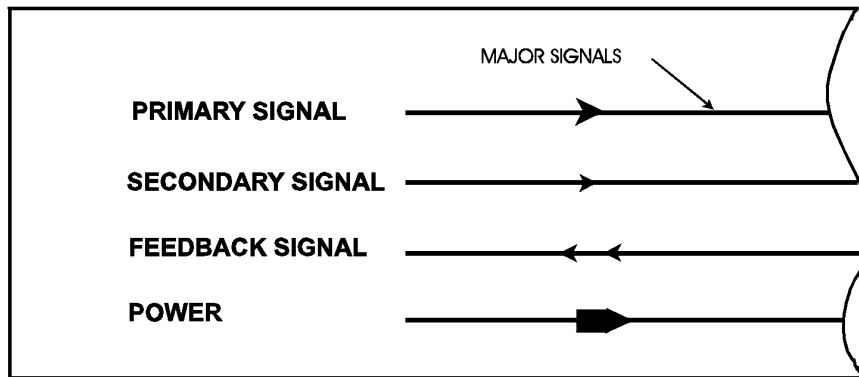 MAJOR SIGNALS
PRIMARY SIGNAL
SECONDARY SIGNAL
FEEDBACK SIGNAL
POWER